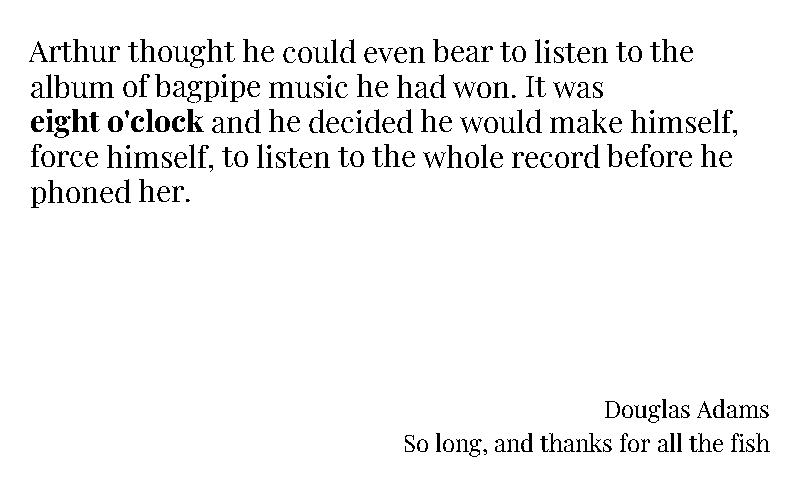 Arthur thought he could even bear to listen to the
album of bagpipe music he had won. It was
eight o'clock and he decided he would make himself,
force himself, to listen to the whole record before he
phoned her.
Douglas Adams
So long, and thanks for all the fish